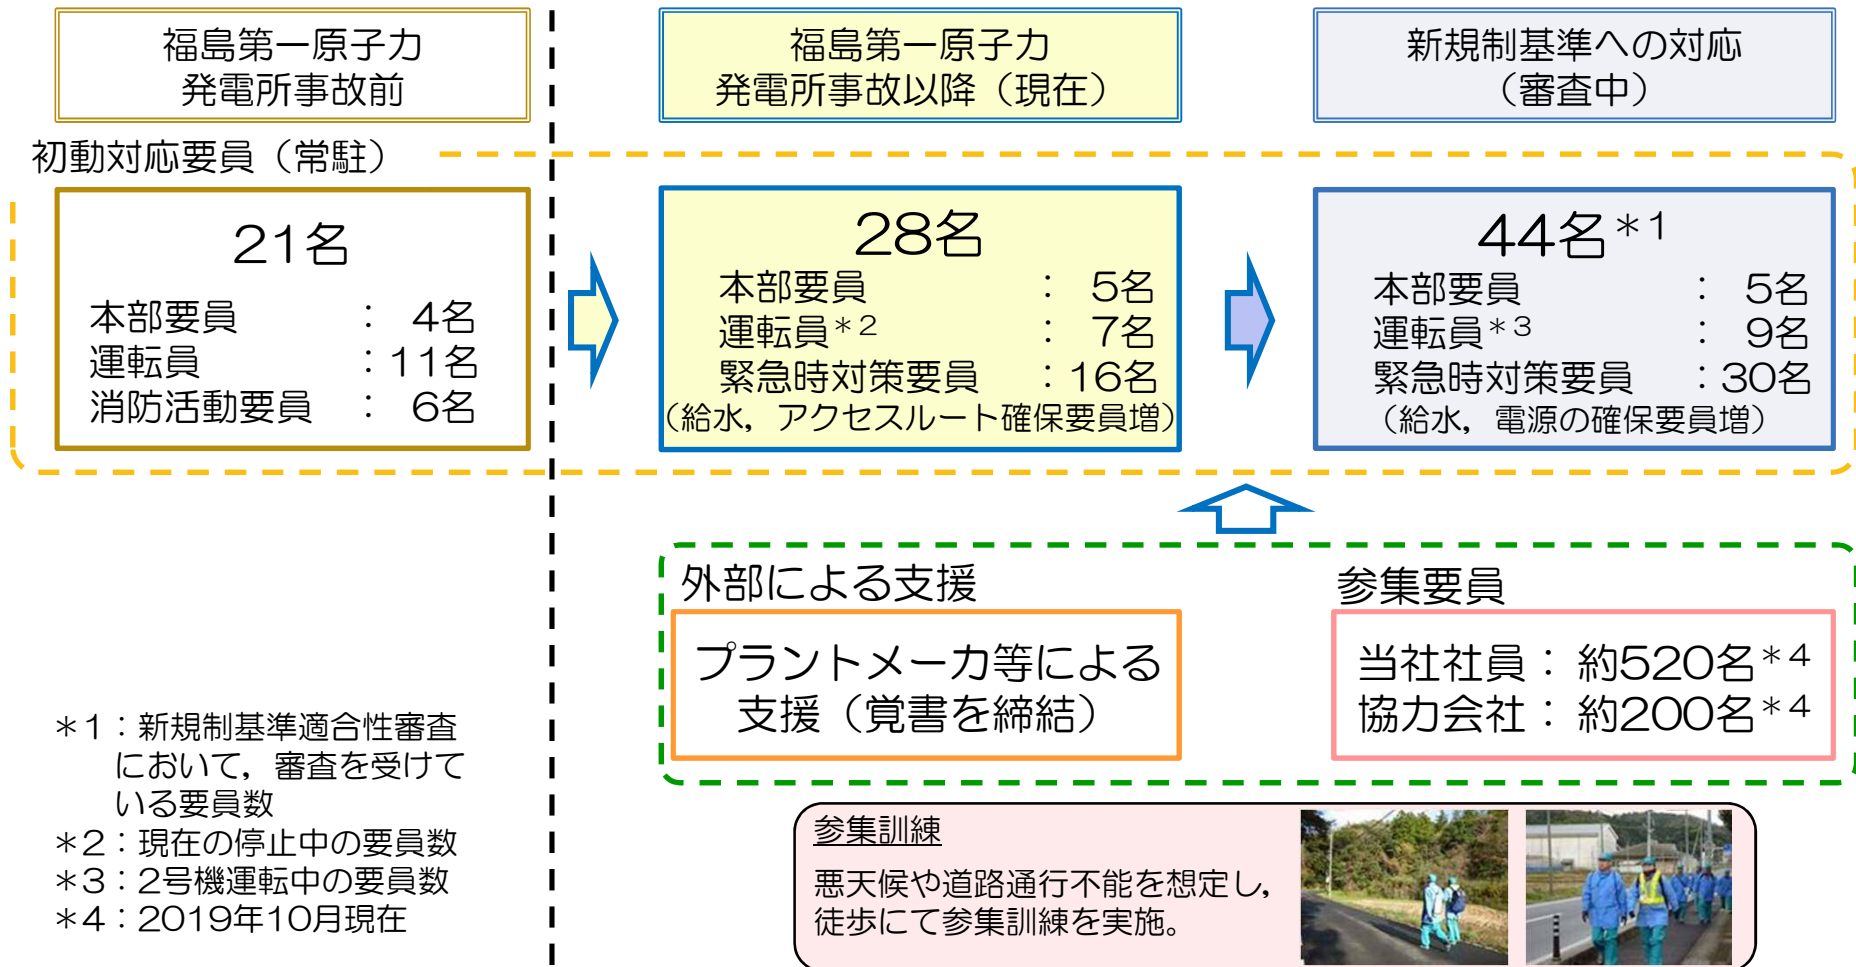 福島第一原子力
発電所事故前
福島第一原子力
発電所事故以降（現在）
新規制基準への対応
（審査中）
初動対応要員（常駐）
21名
本部要員　　　： 4名
運転員　　　　：11名
消防活動要員　： 6名
28名
本部要員　　　　： 5名
運転員＊2　　　： 7名
緊急時対策要員　：16名
（給水，アクセスルート確保要員増）
44名＊1
本部要員　　　　： 5名
運転員＊3　　　： 9名
緊急時対策要員　：30名
（給水，電源の確保要員増）
外部による支援
プラントメーカ等による
支援（覚書を締結）
参集要員
当社社員：約520名＊4
協力会社：約200名＊4
＊1：新規制基準適合性審査
において，審査を受けて
いる要員数
＊2：現在の停止中の要員数
＊3：2号機運転中の要員数
＊4：2019年10月現在
参集訓練
悪天候や道路通行不能を想定し，
徒歩にて参集訓練を実施。